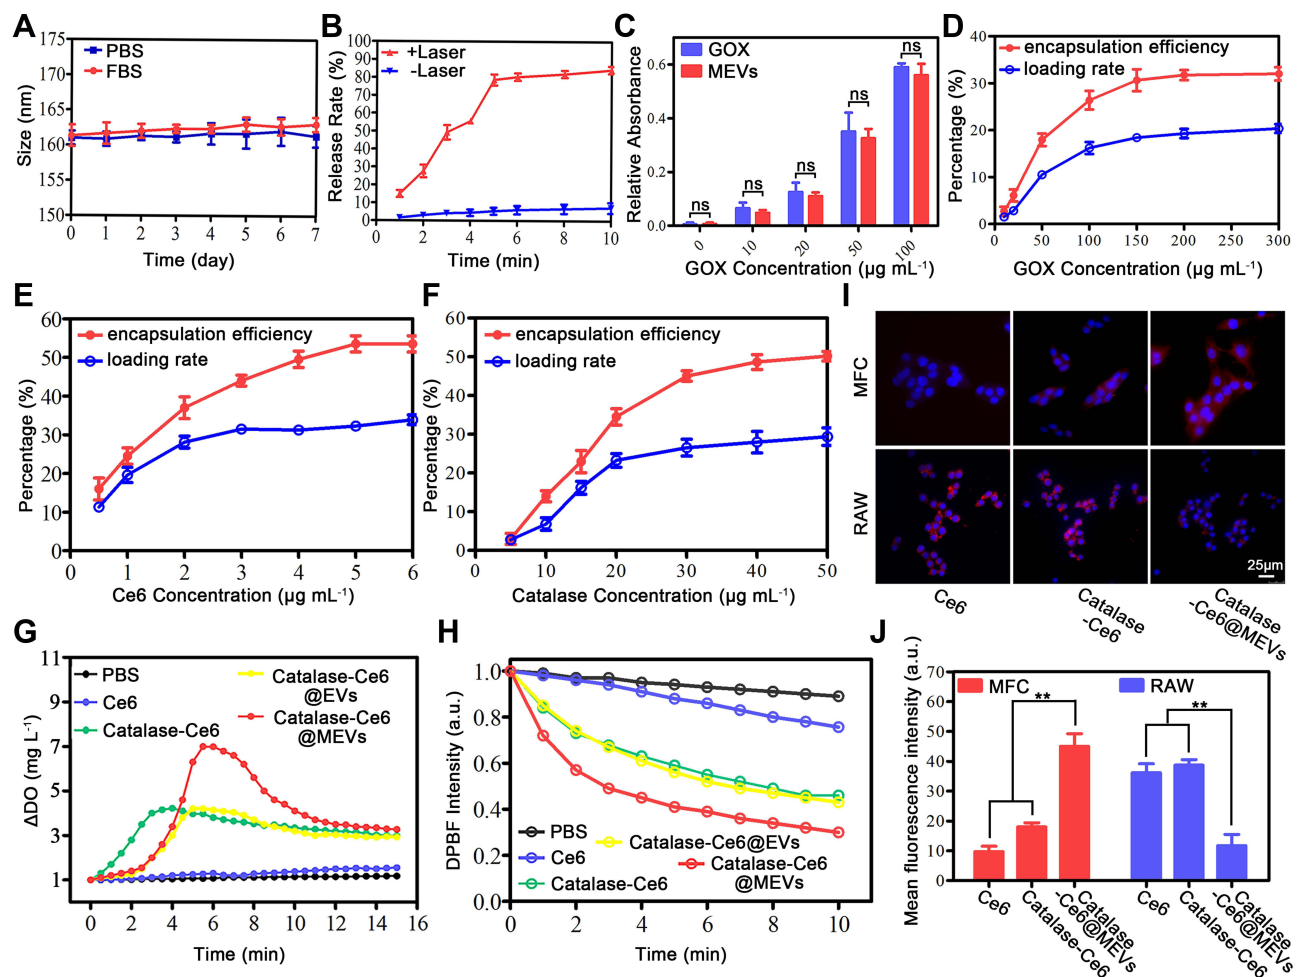 A
175
170
165
160
155
150
Size (nm)
PBS
FBS
0 1 2 3 4 5 6 7
Time (day)
B
100
90
80
70
60
50
40
30
20
10
0
Release Rate (%)
+Laser
-Laser
0 2 4 6 8 10
Time (min)
C
0.6
0.4
0.2
0.0
Relative Absorbance
GOX
MEVs
ns ns ns ns ns
0 10 20 50 100
GOX Concentration (µg mL-1)
D
40
30
20
10
0
Percentage (%)
encapsulation efficiency
loading rate
0 50 100 150 200 250 300
GOX Concentration (µg mL-1)
E
60
50
40
30
20
10
0
Percentage (%)
encapsulation efficiency
loading rate
0 1 2 3 4 5 6
Ce6 Concentration (µg mL-1)
F
60
50
40
30
20
10
0
Percentage (%)
encapsulation efficiency
loading rate
0 10 20 30 40 50
Catalase Concentration (µg mL-1)
I
MFC
RAW
25µm
Ce6
Catalase
-Ce6
Catalase
-Ce6@MEVs
G
11
9
7
5
3
1
ΔDO (mg L-1)
PBS
Ce6
Catalase-Ce6
Catalase-Ce6
@EVs
Catalase-Ce6
@MEVs
0 2 4 6 8 10 12 14 16
Time (min)
H
1.0
0.8
0.6
0.4
0.2
0.0
DPBF Intensity (a.u.)
PBS
Ce6
Catalase-Ce6
Catalase-Ce6@EVs
Catalase-Ce6
@MEVs
0 2 4 6 8 10
Time (min)
J
70
60
50
40
30
20
10
0
Mean fluorescence intensity (a.u.)
MFC
RAW
**
**
Ce6
Catalase-Ce6
Catalase
-Ce6@MEVs
Ce6
Catalase-Ce6
Catalase
-Ce6@MEVs